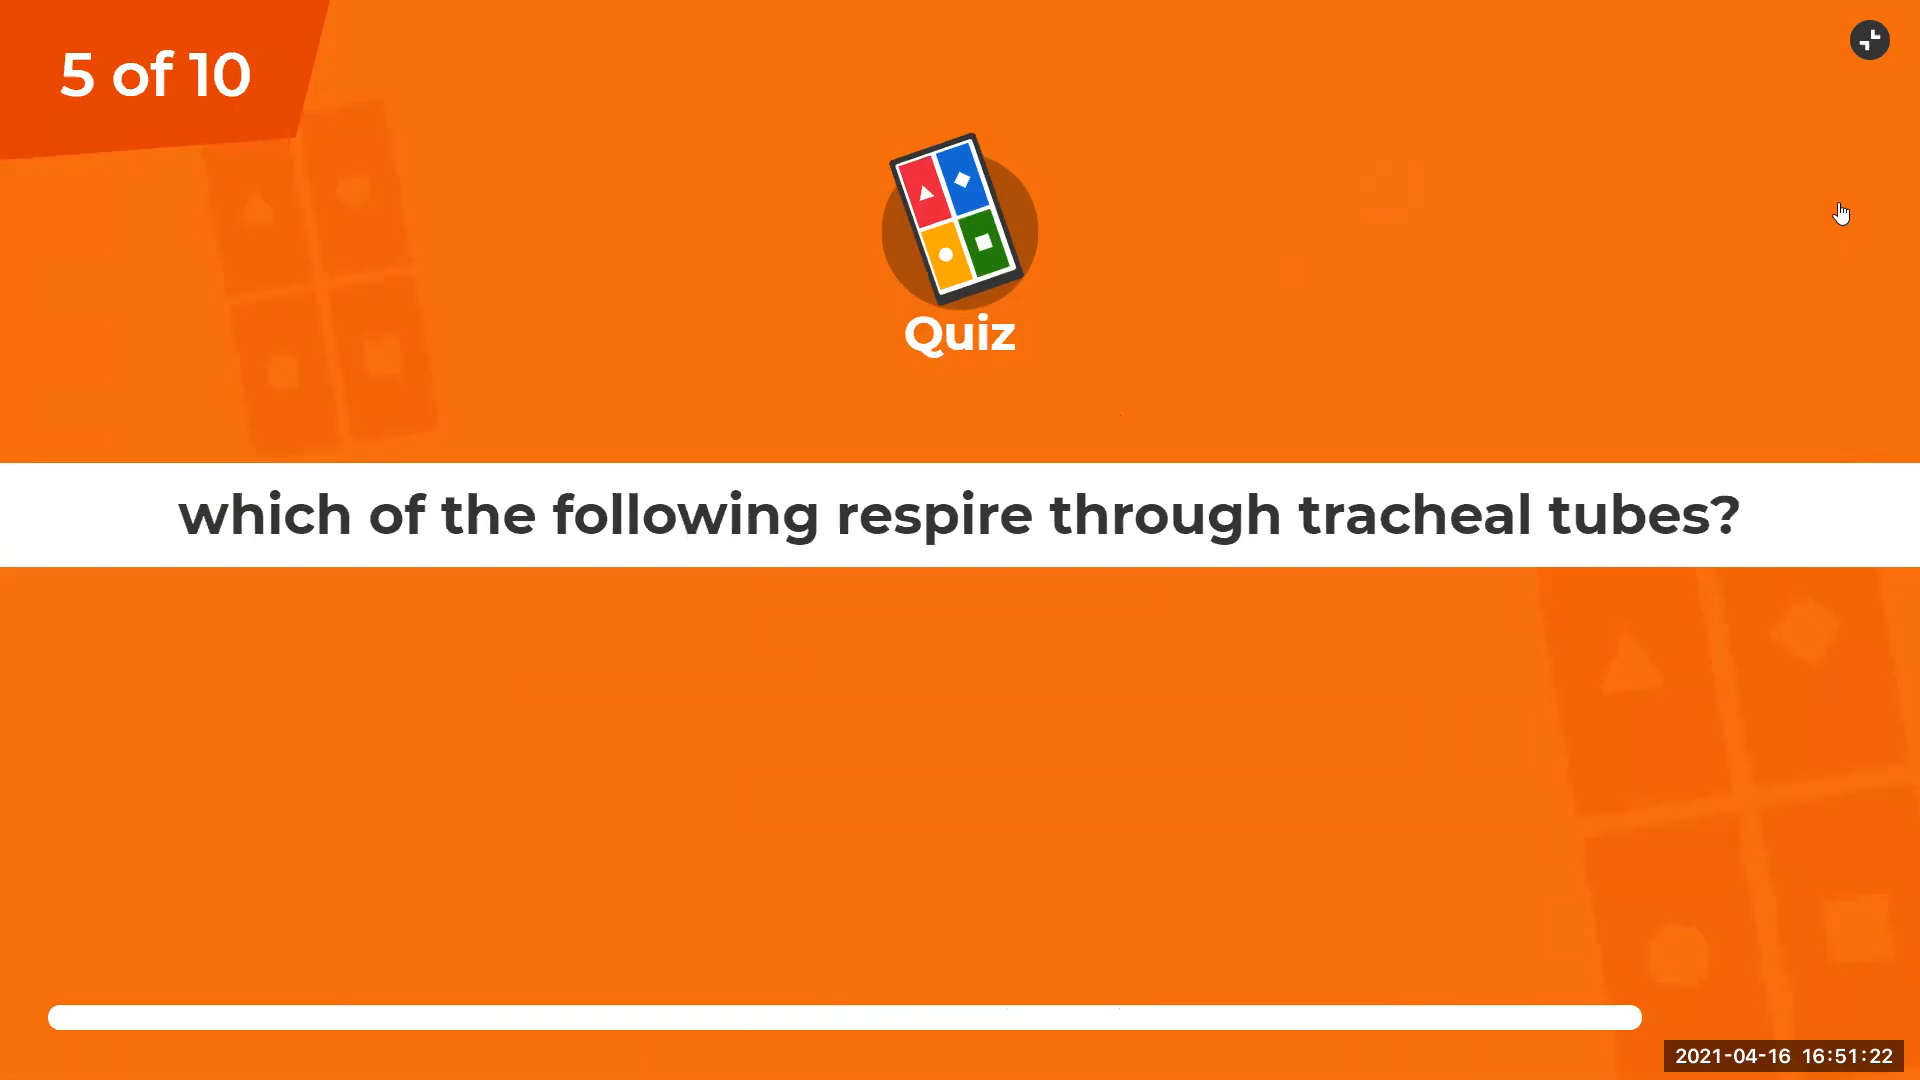 5 of 10
Quiz
which of the following respire through tracheal tubes?
2021-04-16 16:51:22